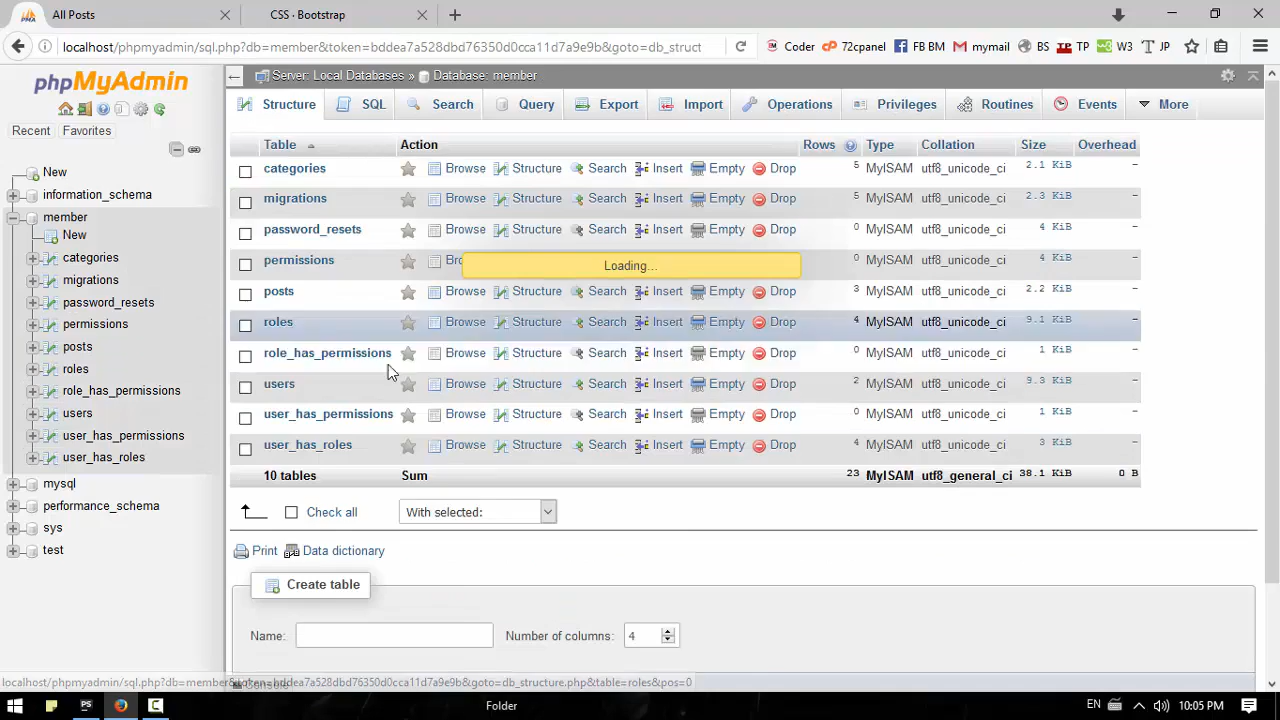 All Posts
CSS · Bootstrap
localhost/phpmyadmin/sql.php?db=member&token=bddea7a528dbd76350d0cca11d7a9e9b&goto=db_struct
Coder
72cpanel
FB BM
mymail
BS
TP
W3
JP
phpMyAdmin
Recent
Favorites
New
information_schema
member
New
categories
migrations
password_resets
permissions
posts
roles
role_has_permissions
users
user_has_permissions
user_has_roles
mysql
performance_schema
sys
test
Server: Local Databases » Database: member
Structure SQL Search Query Export Import Operations Privileges Routines Events More
Table Action Rows Type Collation Size Overhead
categories Browse Structure Search Insert Empty Drop 5 MyISAM utf8_unicode_ci 2.1 KiB -
migrations Browse Structure Search Insert Empty Drop 5 MyISAM utf8_unicode_ci 2.3 KiB -
password_resets Browse Structure Search Insert Empty Drop 0 MyISAM utf8_unicode_ci 4 KiB -
permissions Bro 0 MyISAM utf8_unicode_ci 4 KiB -
Loading...
posts Browse Structure Search Insert Empty Drop 3 MyISAM utf8_unicode_ci 2.2 KiB -
roles Browse Structure Search Insert Empty Drop 4 MyISAM utf8_unicode_ci 9.1 KiB -
role_has_permissions Browse Structure Search Insert Empty Drop 0 MyISAM utf8_unicode_ci 1 KiB -
users Browse Structure Search Insert Empty Drop 2 MyISAM utf8_unicode_ci 9.3 KiB -
user_has_permissions Browse Structure Search Insert Empty Drop 0 MyISAM utf8_unicode_ci 1 KiB -
user_has_roles Browse Structure Search Insert Empty Drop 4 MyISAM utf8_unicode_ci 3 KiB -
10 tables Sum 23 MyISAM utf8_general_ci 38.1 KiB 0 B
Check all With selected:
Print Data dictionary
Create table
Name: Number of columns: 4
localhost/phpmyadmin/sql.php?db=member&token=bddea7a528dbd76350d0cca11d7a9e9b&goto=db_structure.php&table=roles&pos=0
Folder
EN
10:05 PM